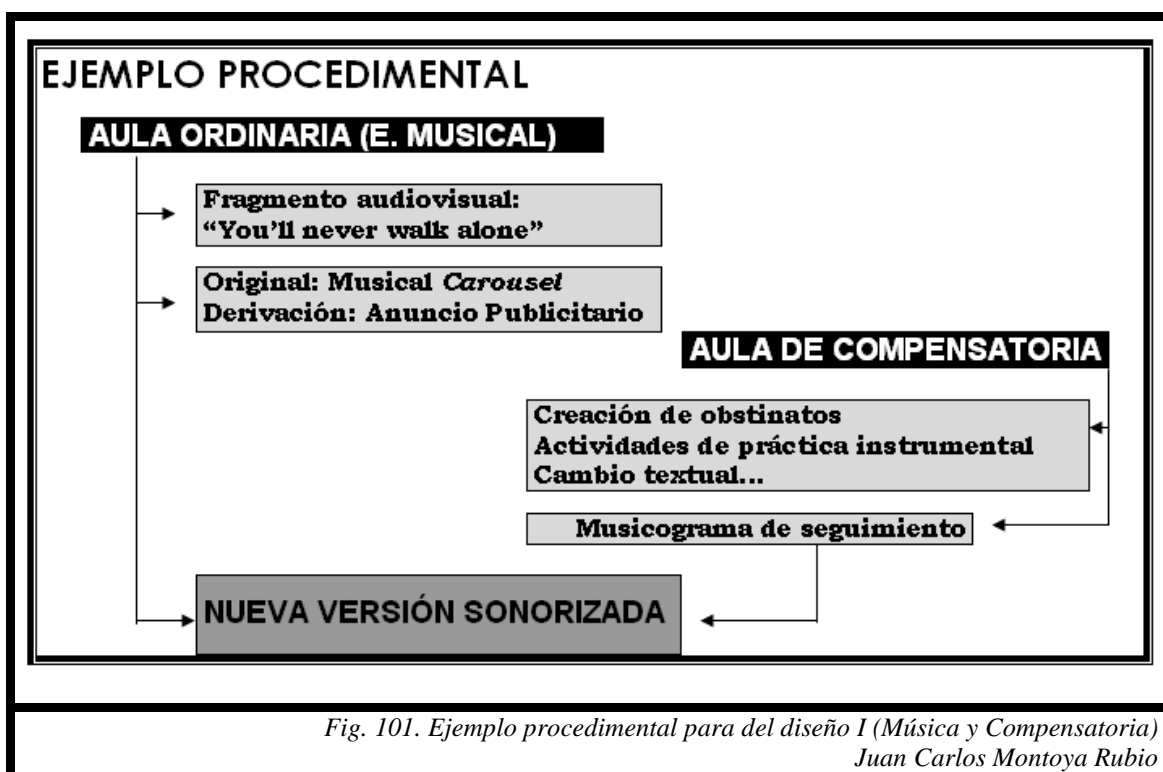 EJEMPLO PROCEDIMENTAL
AULA ORDINARIA (E. MUSICAL)
Fragmento audiovisual:
“You’ll never walk alone”
Original: Musical Carousel
Derivación: Anuncio Publicitario
AULA DE COMPENSATORIA
Creación de obstinatos
Actividades de práctica instrumental
Cambio textual...
Musicograma de seguimiento
NUEVA VERSIÓN SONORIZADA
Fig. 101. Ejemplo procedimental para del diseño I (Música y Compensatoria)
Juan Carlos Montoya Rubio